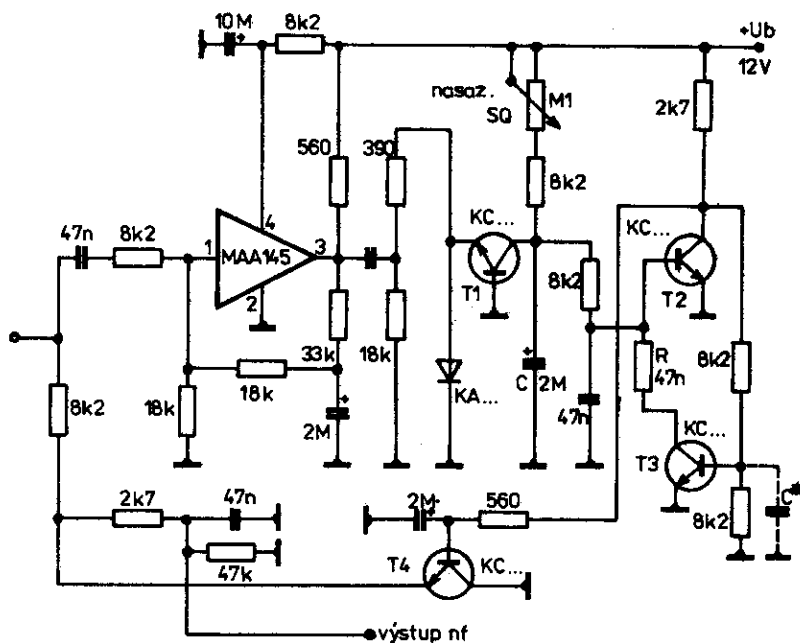 10M
+
8k2
+Ub
12V
nasaz.
SQ
M1
2k7
560
390
8k2
KC...
KC...
47n
8k2
1
MAA145
4
3
2
T1
8k2
T2
33k
18k
18k
18k
8k2
KA...
+
C 2M
47n
R
47n
8k2
KC...
T3
+
2M
8k2
C*
2k7
47n
47k
2M
+
560
T4
KC...
výstup nf